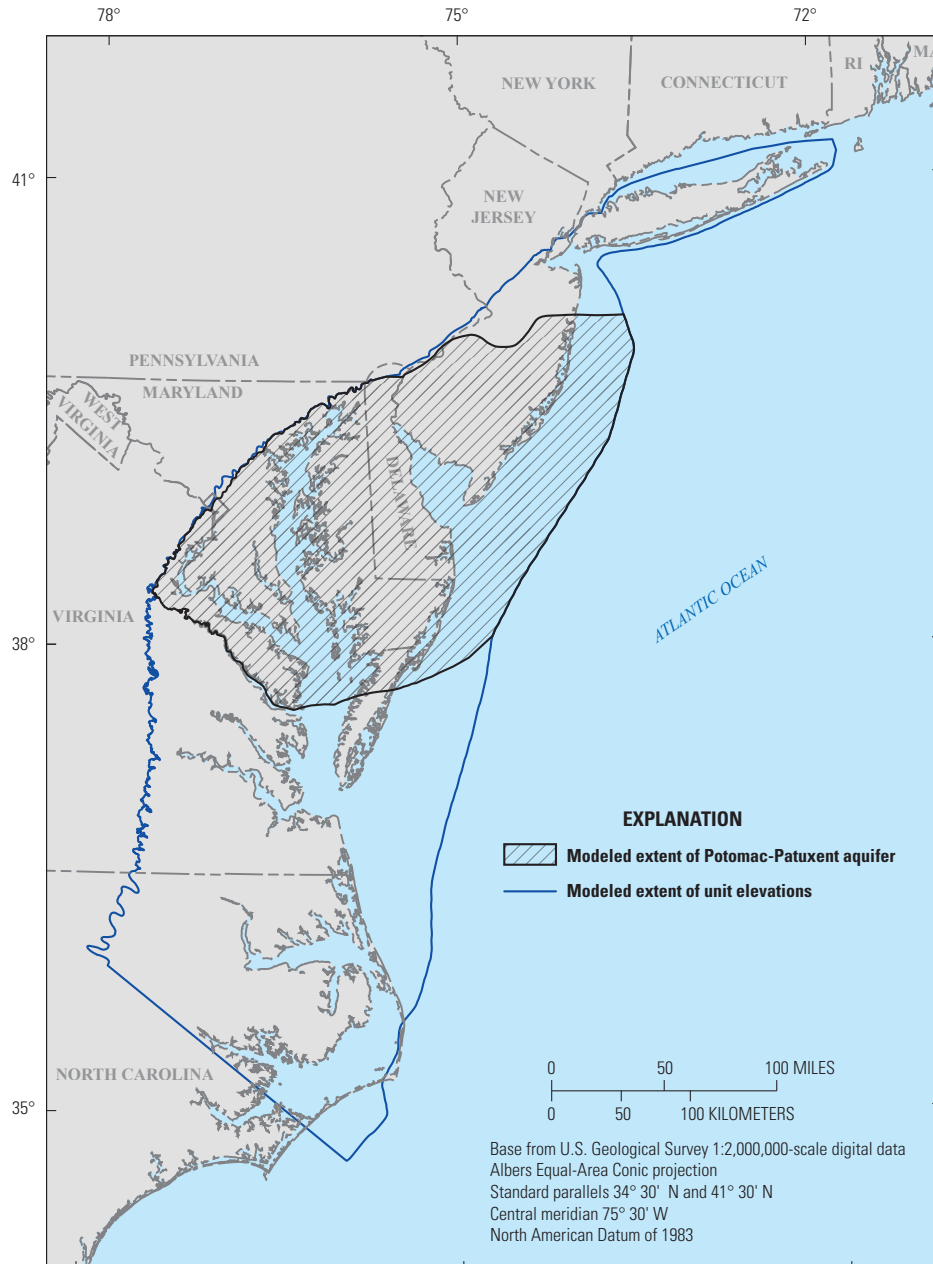 78°
75°
72°
NEW YORK
CONNECTICUT
RI
MA
41°
NEW
JERSEY
PENNSYLVANIA
MARYLAND
WEST
VIRGINIA
DELAWARE
ATLANTIC OCEAN
VIRGINIA
38°
EXPLANATION
Modeled extent of Potomac-Patuxent aquifer
Modeled extent of unit elevations
NORTH CAROLINA
35°
0 50 100 MILES
0 50 100 KILOMETERS
Base from U.S. Geological Survey 1:2,000,000-scale digital data
Albers Equal-Area Conic projection
Standard parallels 34° 30' N and 41° 30' N
Central meridian 75° 30' W
North American Datum of 1983